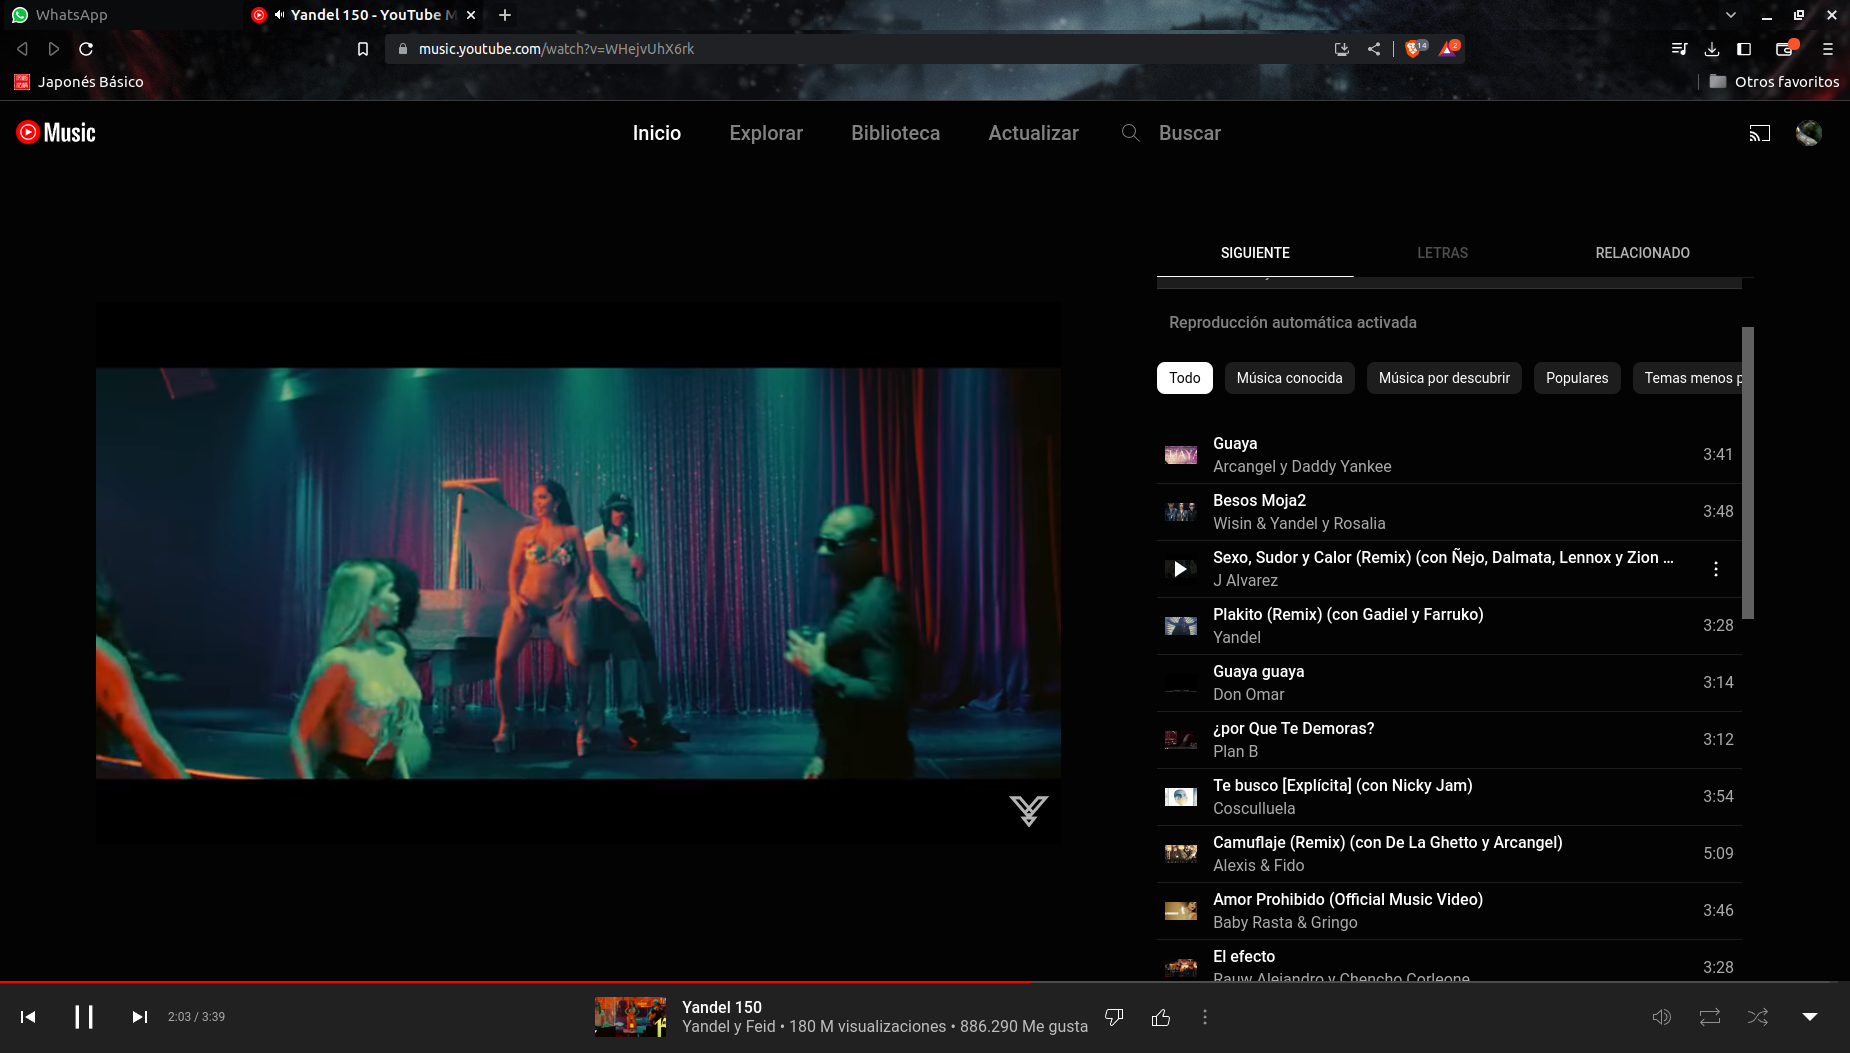 WhatsApp
Yandel 150 - YouTube M
music.youtube.com/watch?v=WHejvUhX6rk
14
2
Japonés Básico
Otros favoritos
Music
Inicio
Explorar
Biblioteca
Actualizar
Buscar
SIGUIENTE
LETRAS
RELACIONADO
Reproducción automática activada
Todo
Música conocida
Música por descubrir
Populares
Temas menos p
Guaya
Arcangel y Daddy Yankee
3:41
Besos Moja2
Wisin & Yandel y Rosalia
3:48
Sexo, Sudor y Calor (Remix) (con Ñejo, Dalmata, Lennox y Zion ...
J Alvarez
Plakito (Remix) (con Gadiel y Farruko)
Yandel
3:28
Guaya guaya
Don Omar
3:14
¿por Que Te Demoras?
Plan B
3:12
Te busco [Explícita] (con Nicky Jam)
Cosculluela
3:54
Camuflaje (Remix) (con De La Ghetto y Arcangel)
Alexis & Fido
5:09
Amor Prohibido (Official Music Video)
Baby Rasta & Gringo
3:46
El efecto
Rauw Alejandro y Chencho Corleone
3:28
2:03 / 3:39
Yandel 150
Yandel y Feid • 180 M visualizaciones • 886.290 Me gusta